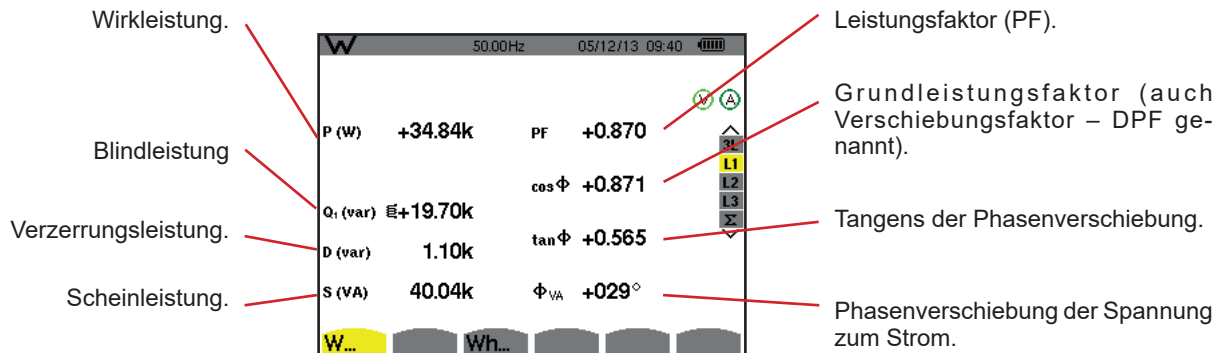 Wirkleistung.
Blindleistung
Verzerrungsleistung.
Scheinleistung.
W 50.00Hz 05/12/13 09:40
V A
P (W) +34.84k PF +0.870
cos Φ +0.871
Q₁ (var) +19.70k
tan Φ +0.565
D (var) 1.10k
S (VA) 40.04k Φ VA +029°
3L
L1
L2
L3
Σ
W... Wh...
Leistungsfaktor (PF).
Grundleistungsfaktor (auch
Verschiebungsfaktor – DPF ge-
nannt).
Tangens der Phasenverschiebung.
Phasenverschiebung der Spannung
zum Strom.